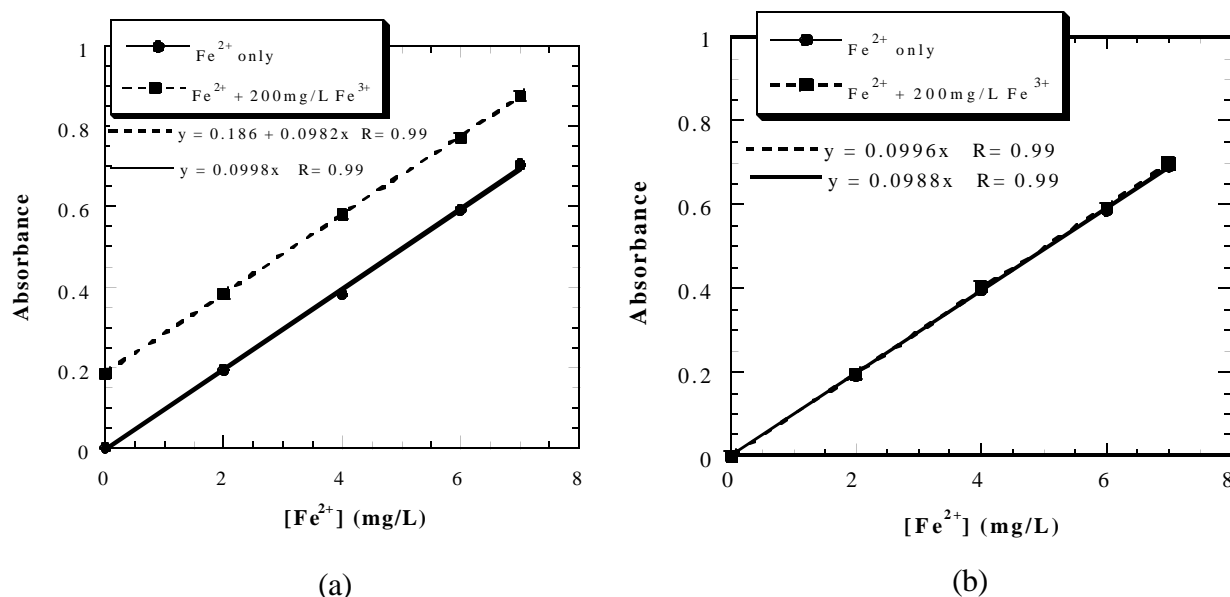 Fe²⁺ only
Fe²⁺ + 200mg/L Fe³⁺
y = 0.186 + 0.0982x R= 0.99
y = 0.0998x R= 0.99
1
0.8
0.6
0.4
0.2
0
Absorbance
0 2 4 6 8
[Fe²⁺] (mg/L)
(a)
Fe²⁺ only
Fe²⁺ + 200mg/L Fe³⁺
y = 0.0996x R= 0.99
y = 0.0988x R= 0.99
1
0.8
0.6
0.4
0.2
0
Absorbance
0 2 4 6 8
[Fe²⁺] (mg/L)
(b)